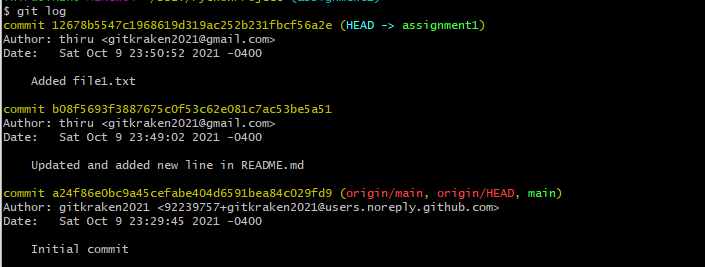 $ git log
commit 12678b5547c1968619d319ac252b231fbcf56a2e (HEAD -> assignment1)
Author: thiru <gitkraken2021@gmail.com>
Date:   Sat Oct 9 23:50:52 2021 -0400
    Added file1.txt
commit b08f5693f3887675c0f53c62e081c7ac53be5a51
Author: thiru <gitkraken2021@gmail.com>
Date:   Sat Oct 9 23:49:02 2021 -0400
    Updated and added new line in README.md
commit a24f86e0bc9a45cefabe404d6591bea84c029fd9 (origin/main, origin/HEAD, main)
Author: gitkraken2021 <92239757+gitkraken2021@users.noreply.github.com>
Date:   Sat Oct 9 23:29:45 2021 -0400
    Initial commit